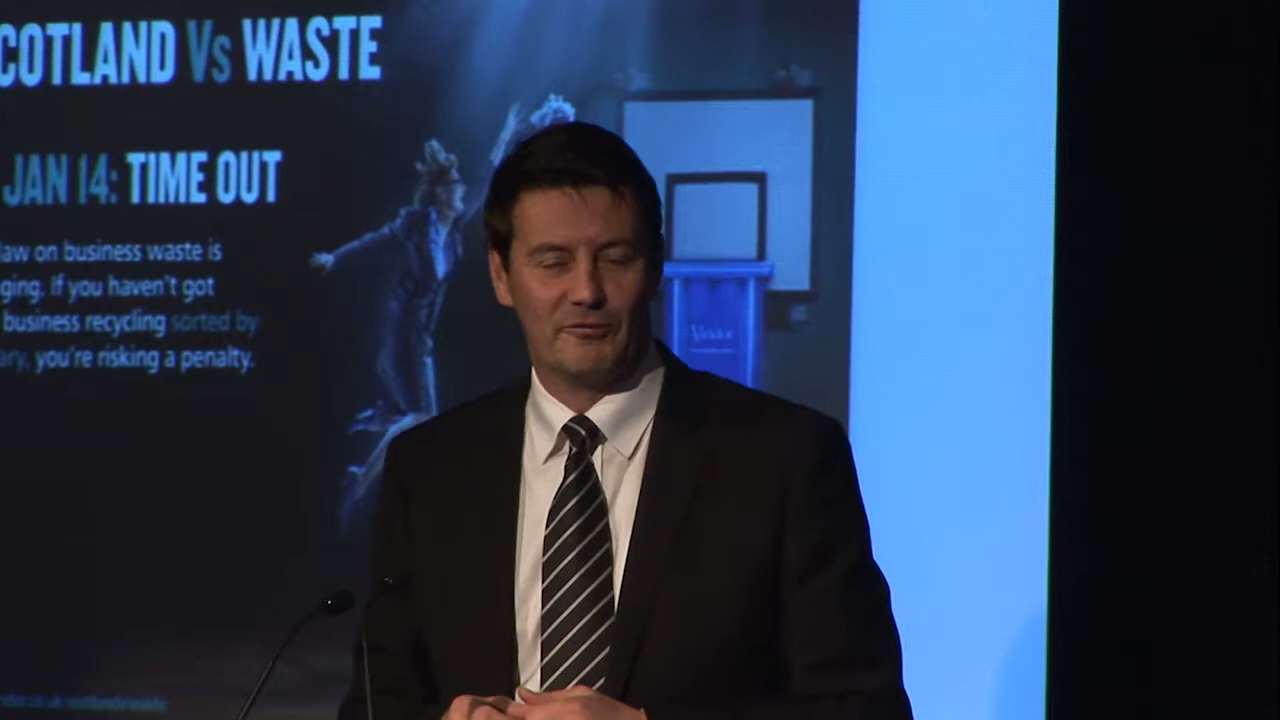 COTLAND Vs WASTE
JAN 14: TIME OUT
law on business waste is
ging. If you haven't got
business recycling sorted by
ary, you're risking a penalty.